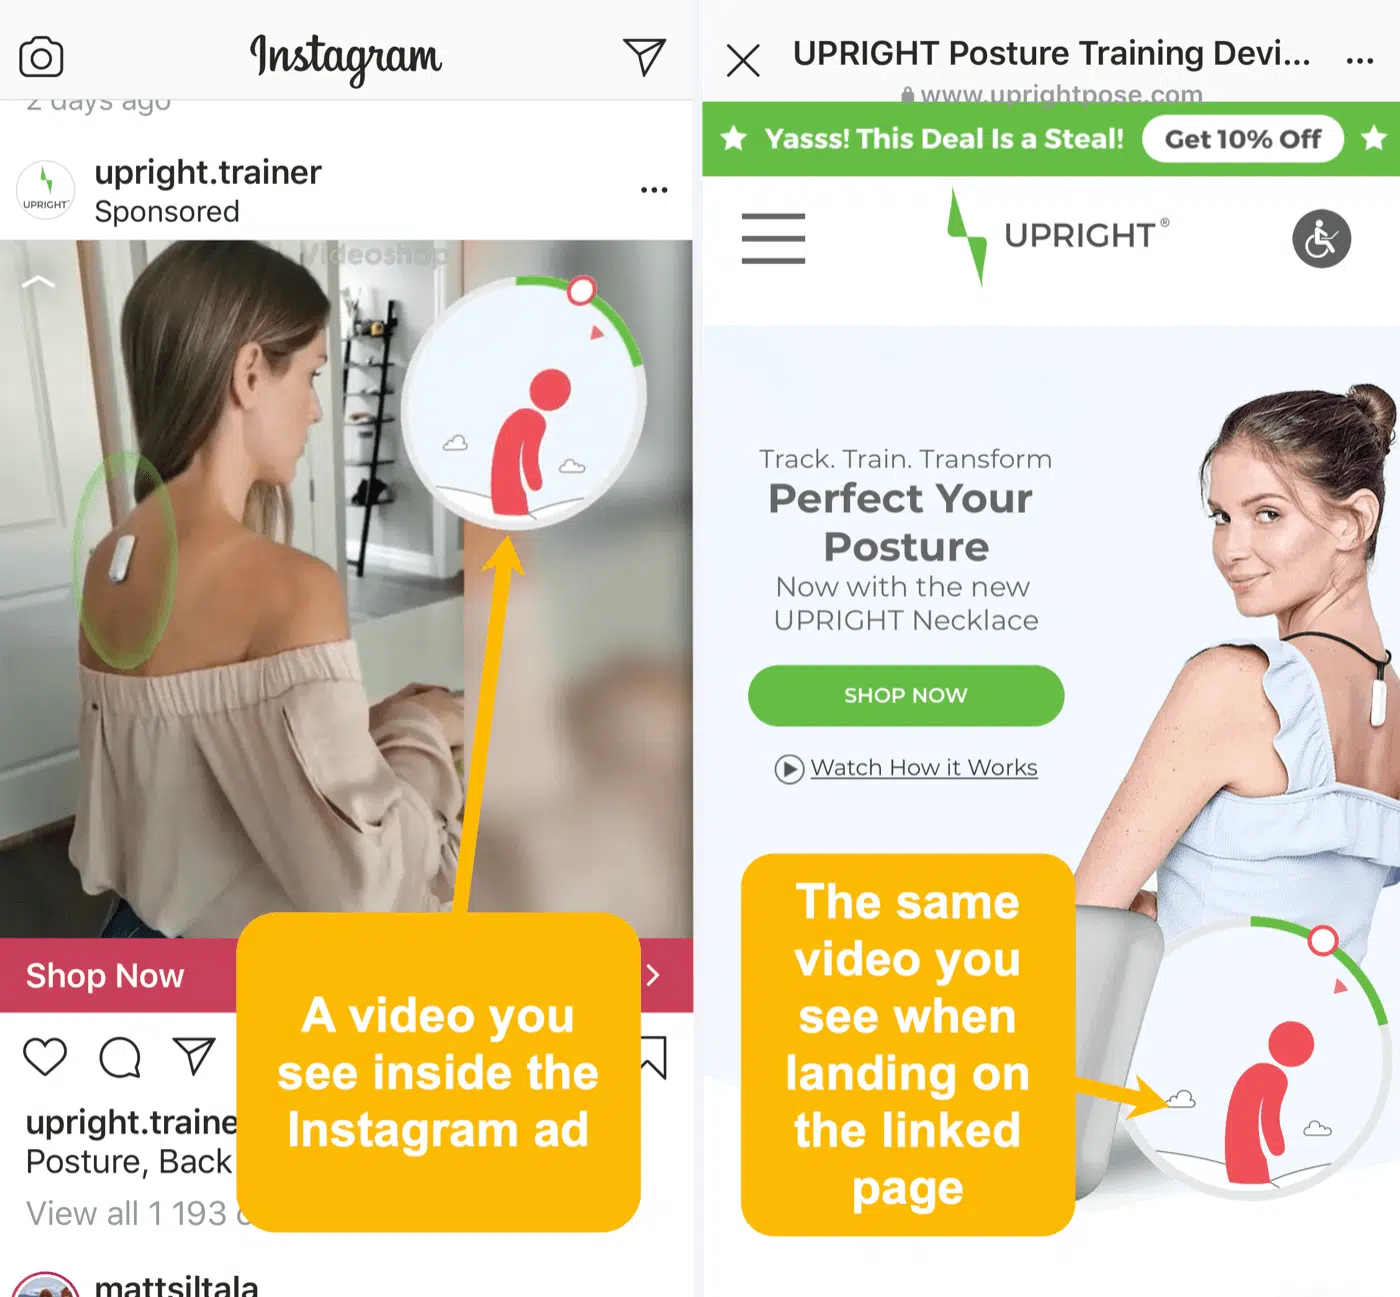 Instagram
2 days ago
upright.trainer
Sponsored
UPRIGHT
Videoshop
Shop Now
A video you
see inside the
Instagram ad
upright.traine
Posture, Back
View all 1 193
mattsiltala
UPRIGHT Posture Training Devi...
www.uprightpose.com
Yasss! This Deal Is a Steal!
Get 10% Off
UPRIGHT®
Track. Train. Transform
Perfect Your
Posture
Now with the new
UPRIGHT Necklace
SHOP NOW
Watch How it Works
The same
video you
see when
landing on
the linked
page